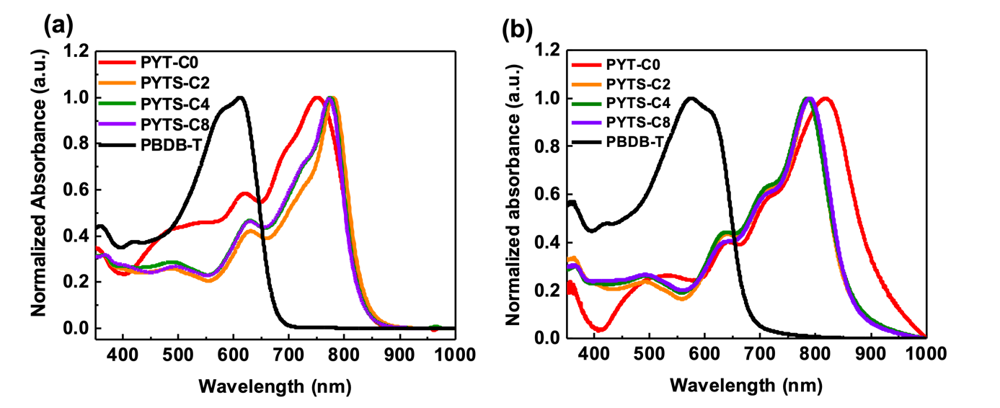 (a)
Normalized Absorbance (a.u.)
1.2
1.0
0.8
0.6
0.4
0.2
0.0
PYT-C0
PYTS-C2
PYTS-C4
PYTS-C8
PBDB-T
400 500 600 700 800 900 1000
Wavelength (nm)
(b)
Normalized absorbance (a.u.)
1.2
1.0
0.8
0.6
0.4
0.2
0.0
PYT-C0
PYTS-C2
PYTS-C4
PYTS-C8
PBDB-T
400 500 600 700 800 900 1000
Wavelength (nm)